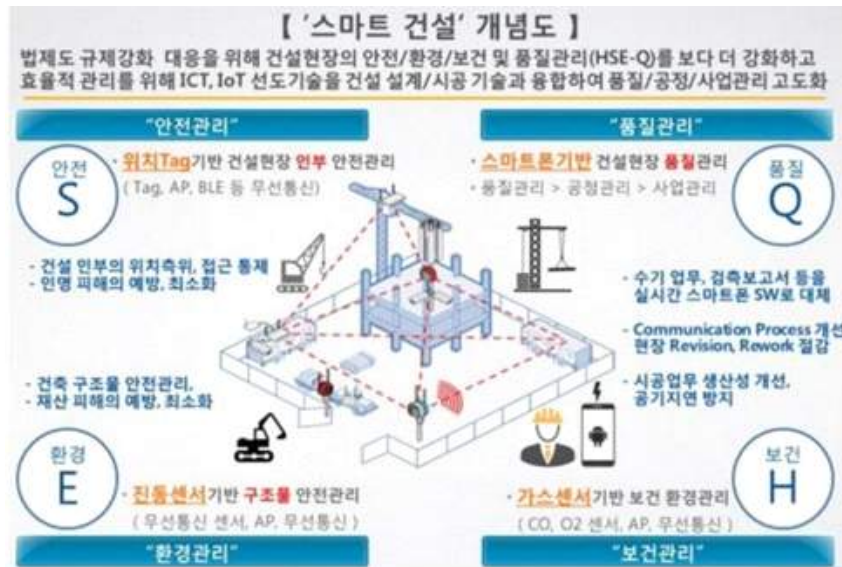 【 '스마트 건설' 개념도 】
법제도 규제강화 대응을 위해 건설현장의 안전/환경/보건 및 품질관리(HSE-Q)를 보다 더 강화하고
효율적 관리를 위해 ICT, IoT 선도기술을 건설 설계/시공 기술과 융합하여 품질/공정/사업관리 고도화
"안전관리"
안전
S
· 위치Tag기반 건설현장 인부 안전관리
( Tag, AP, BLE 등 무선통신)
- 건설 인부의 위치측위, 접근 통제
- 인명 피해의 예방, 최소화
"품질관리"
품질
Q
· 스마트폰기반 건설현장 품질관리
· 품질관리 > 공정관리 > 사업관리
- 수기 업무, 검측보고서 등을
실시간 스마트폰 SW로 대체
- Communication Process 개선
현장 Revision, Rework 절감
- 시공업무 생산성 개선,
공기지연 방지
- 건축 구조물 안전관리,
- 재산 피해의 예방, 최소화
환경
E
· 진동센서기반 구조물 안전관리
( 무선통신 센서, AP, 무선통신 )
"환경관리"
보건
H
· 가스센서기반 보건 환경관리
( CO, O2 센서, AP, 무선통신 )
"보건관리"